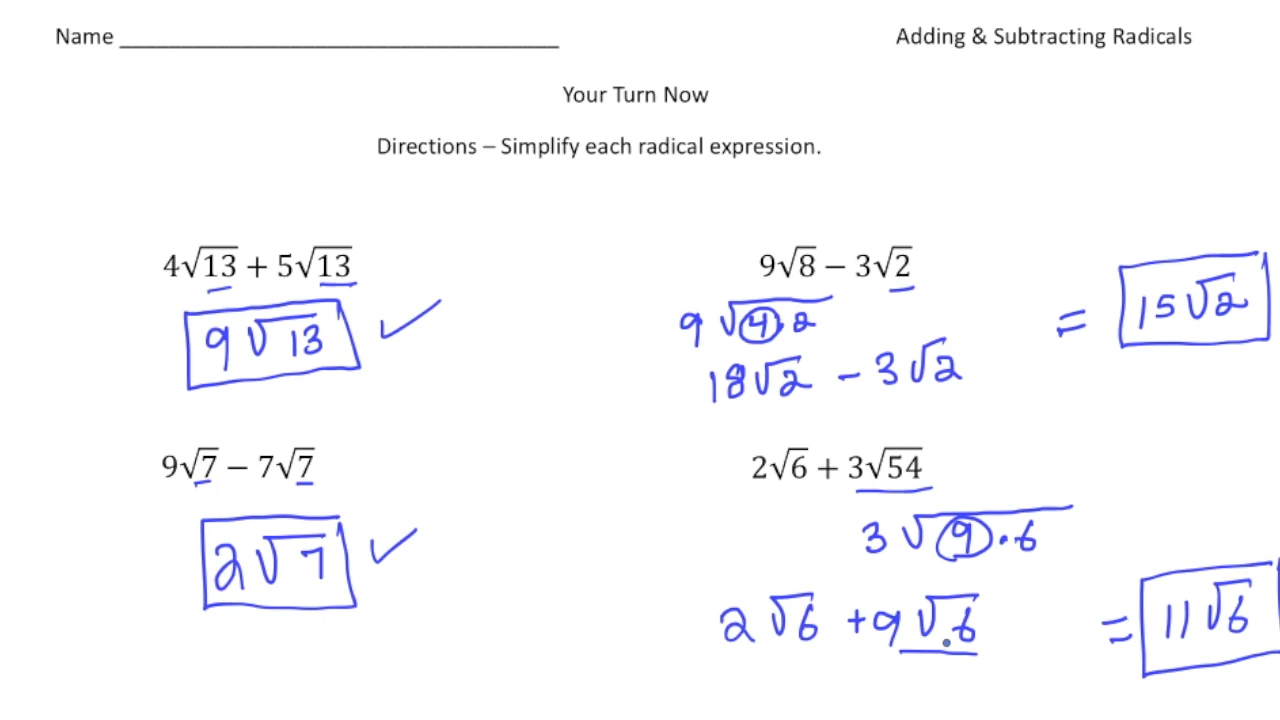 Name ____________________ Adding & Subtracting Radicals
Your Turn Now
Directions – Simplify each radical expression.
4√13 + 5√13
9√13 ✓
9√7 – 7√7
2√7 ✓
9√8 – 3√2
9√4·2
18√2 – 3√2 = 15√2
2√6 + 3√54
3√9·6
2√6 + 9√6 = 11√6